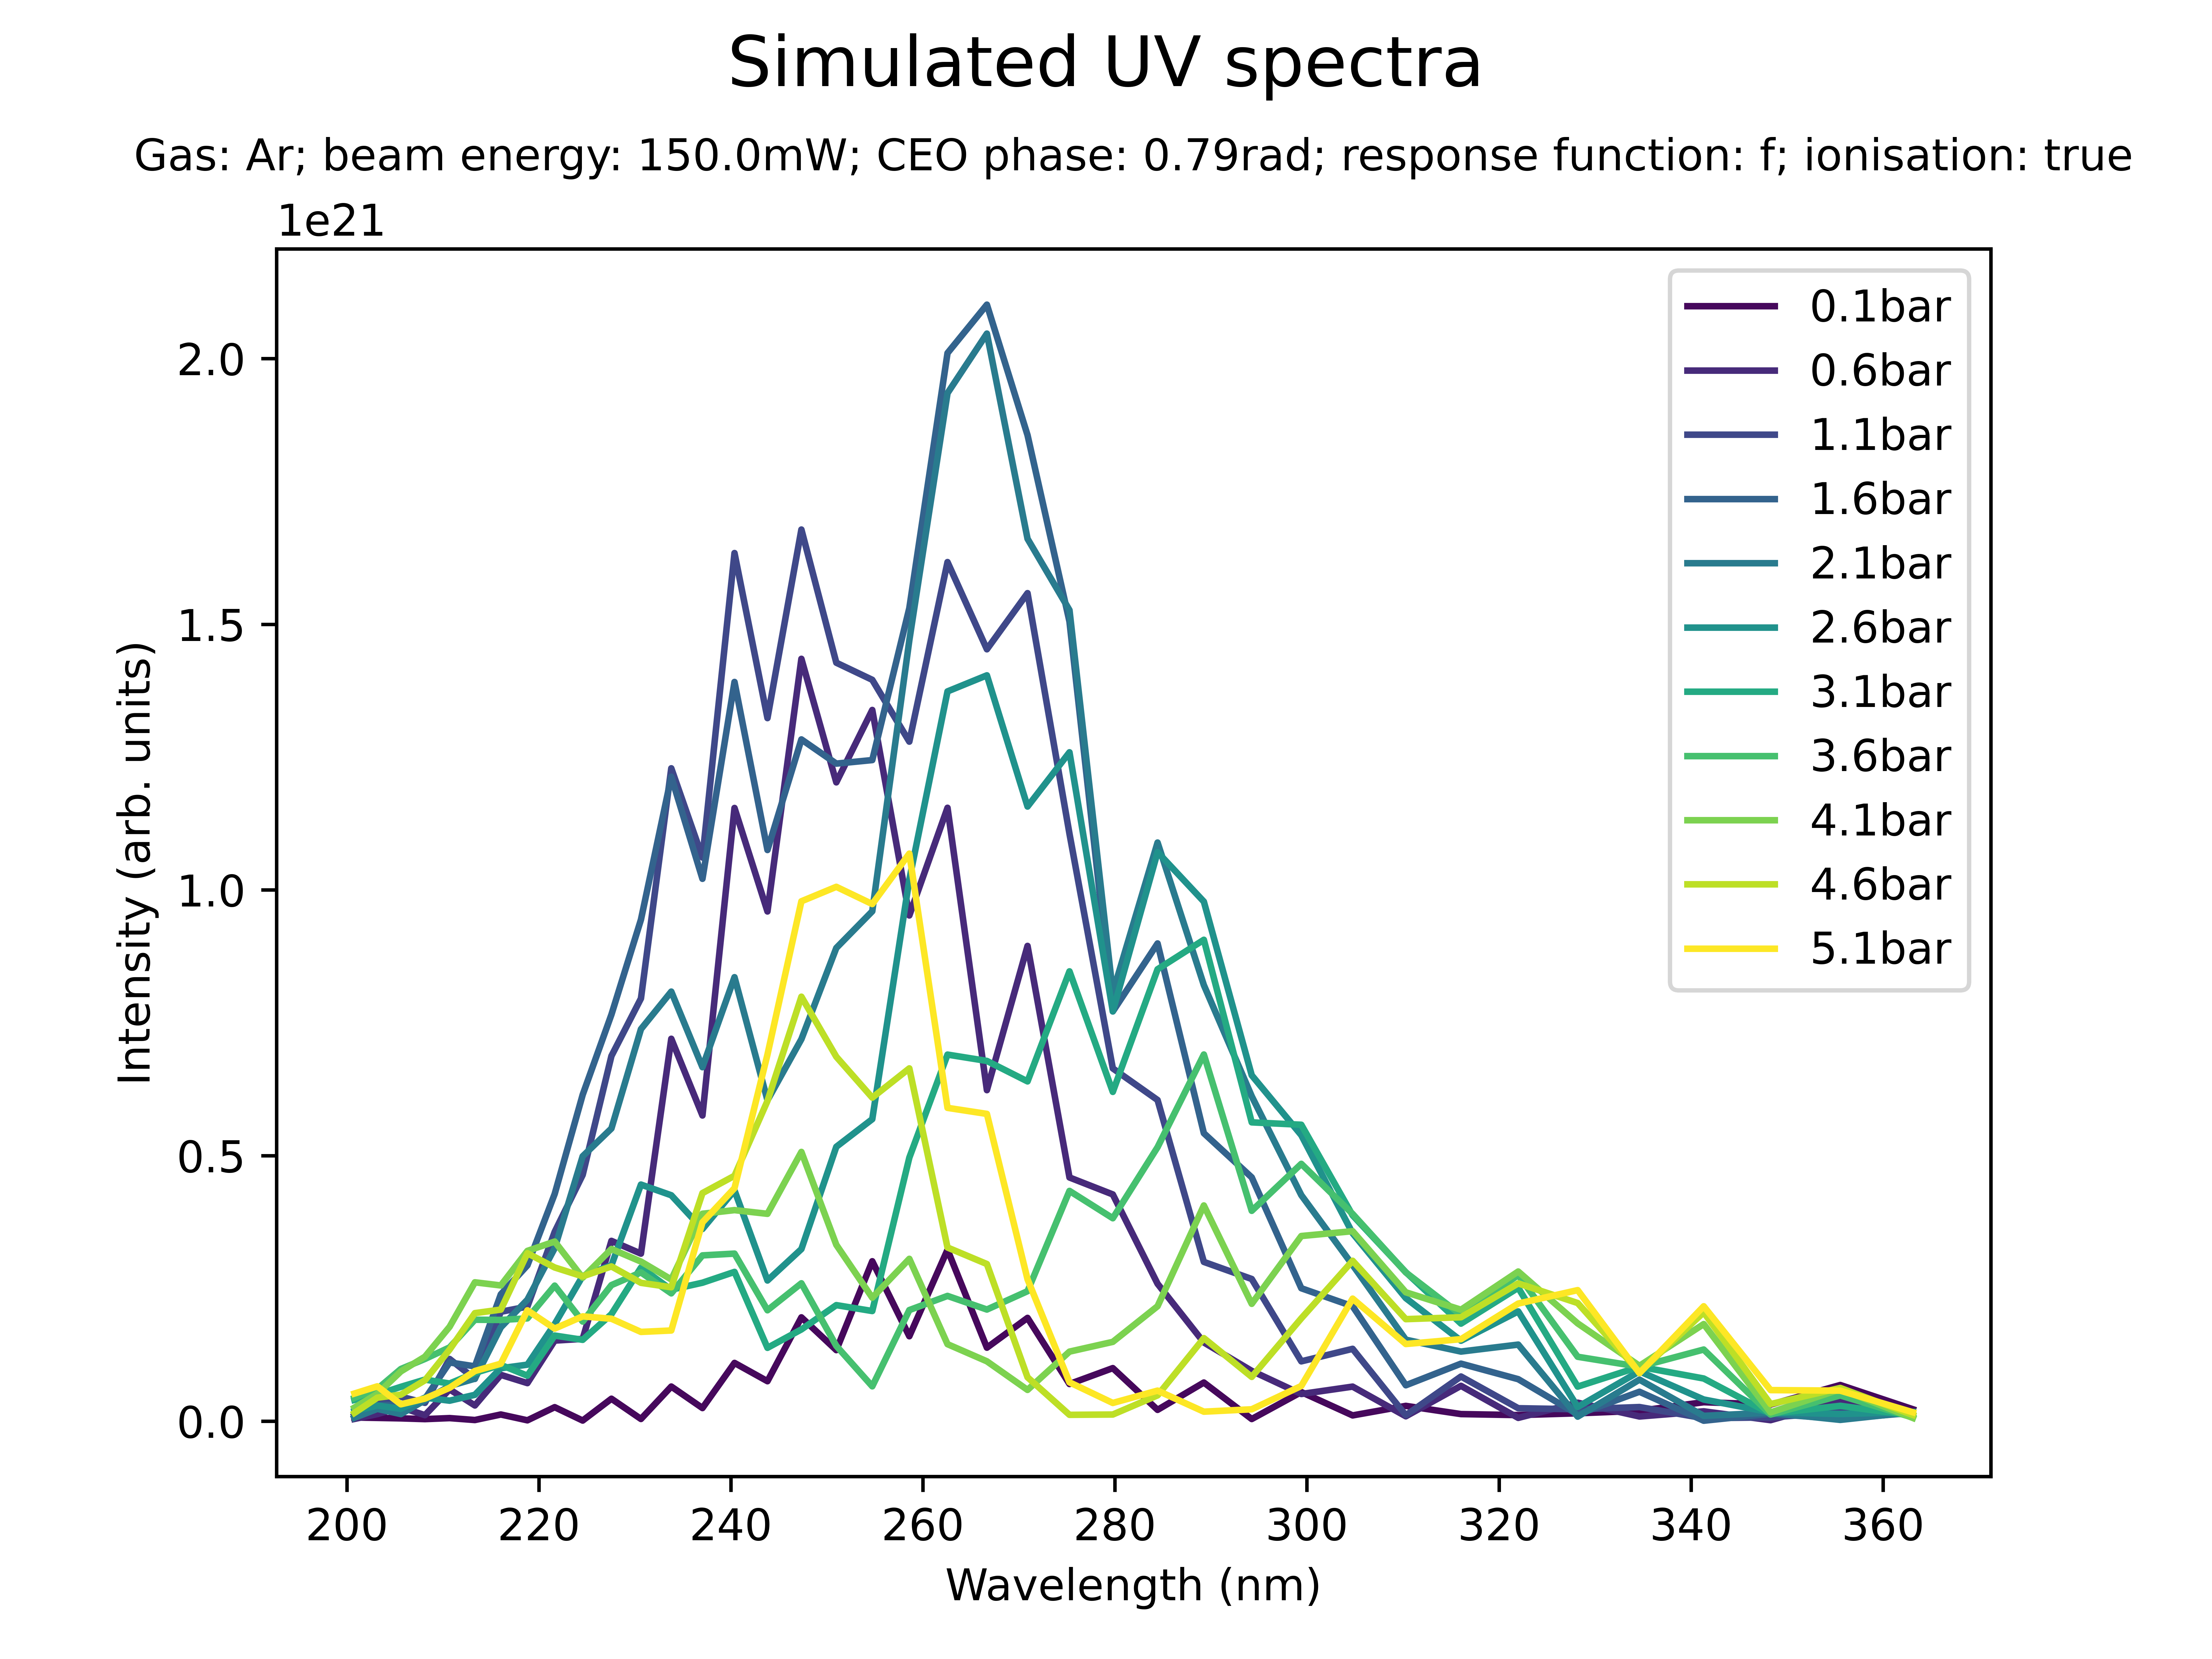 Simulated UV spectra
Gas: Ar; beam energy: 150.0mW; CEO phase: 0.79rad; response function: f; ionisation: true
1e21
2.0
1.5
1.0
0.5
0.0
Intensity (arb. units)
0.1bar
0.6bar
1.1bar
1.6bar
2.1bar
2.6bar
3.1bar
3.6bar
4.1bar
4.6bar
5.1bar
200 220 240 260 280 300 320 340 360
Wavelength (nm)